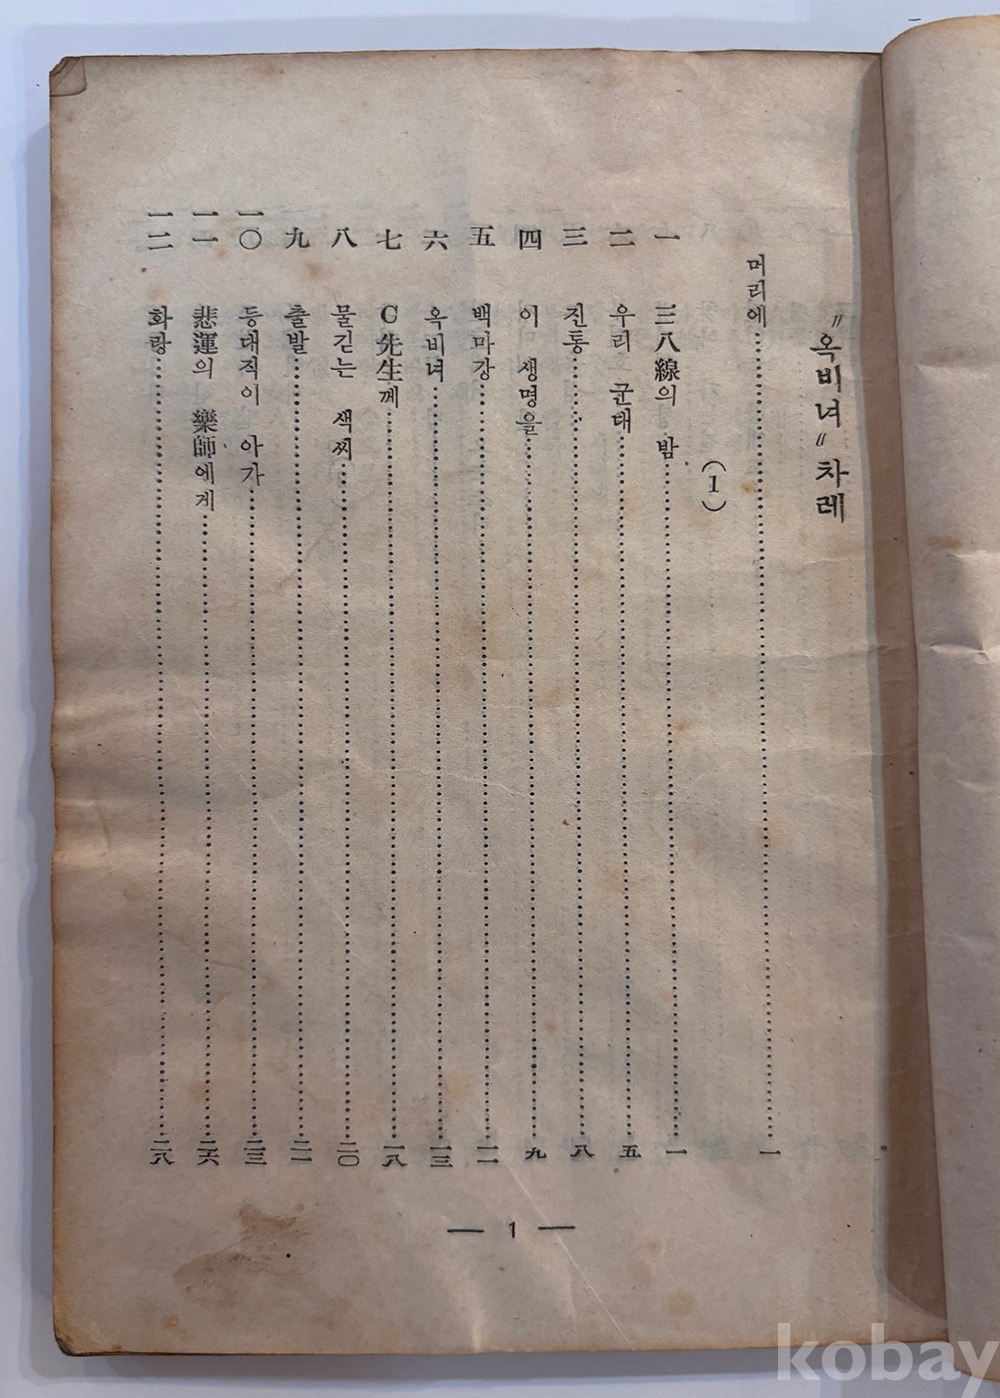 〃옥비녀〃차례
머리에……一
(1)
一 三八線의 밤……一
二 우리 군대……五
三 진통……八
四 이 생명을……九
五 백마강……一一
六 옥비녀……一三
七 C先生께……一八
八 물긷는 색씨……二〇
九 출발……二一
一〇 등대직이 아가……二三
一一 悲運의 樂師에게……二六
一二 화랑……二八
— 1 —
kobay